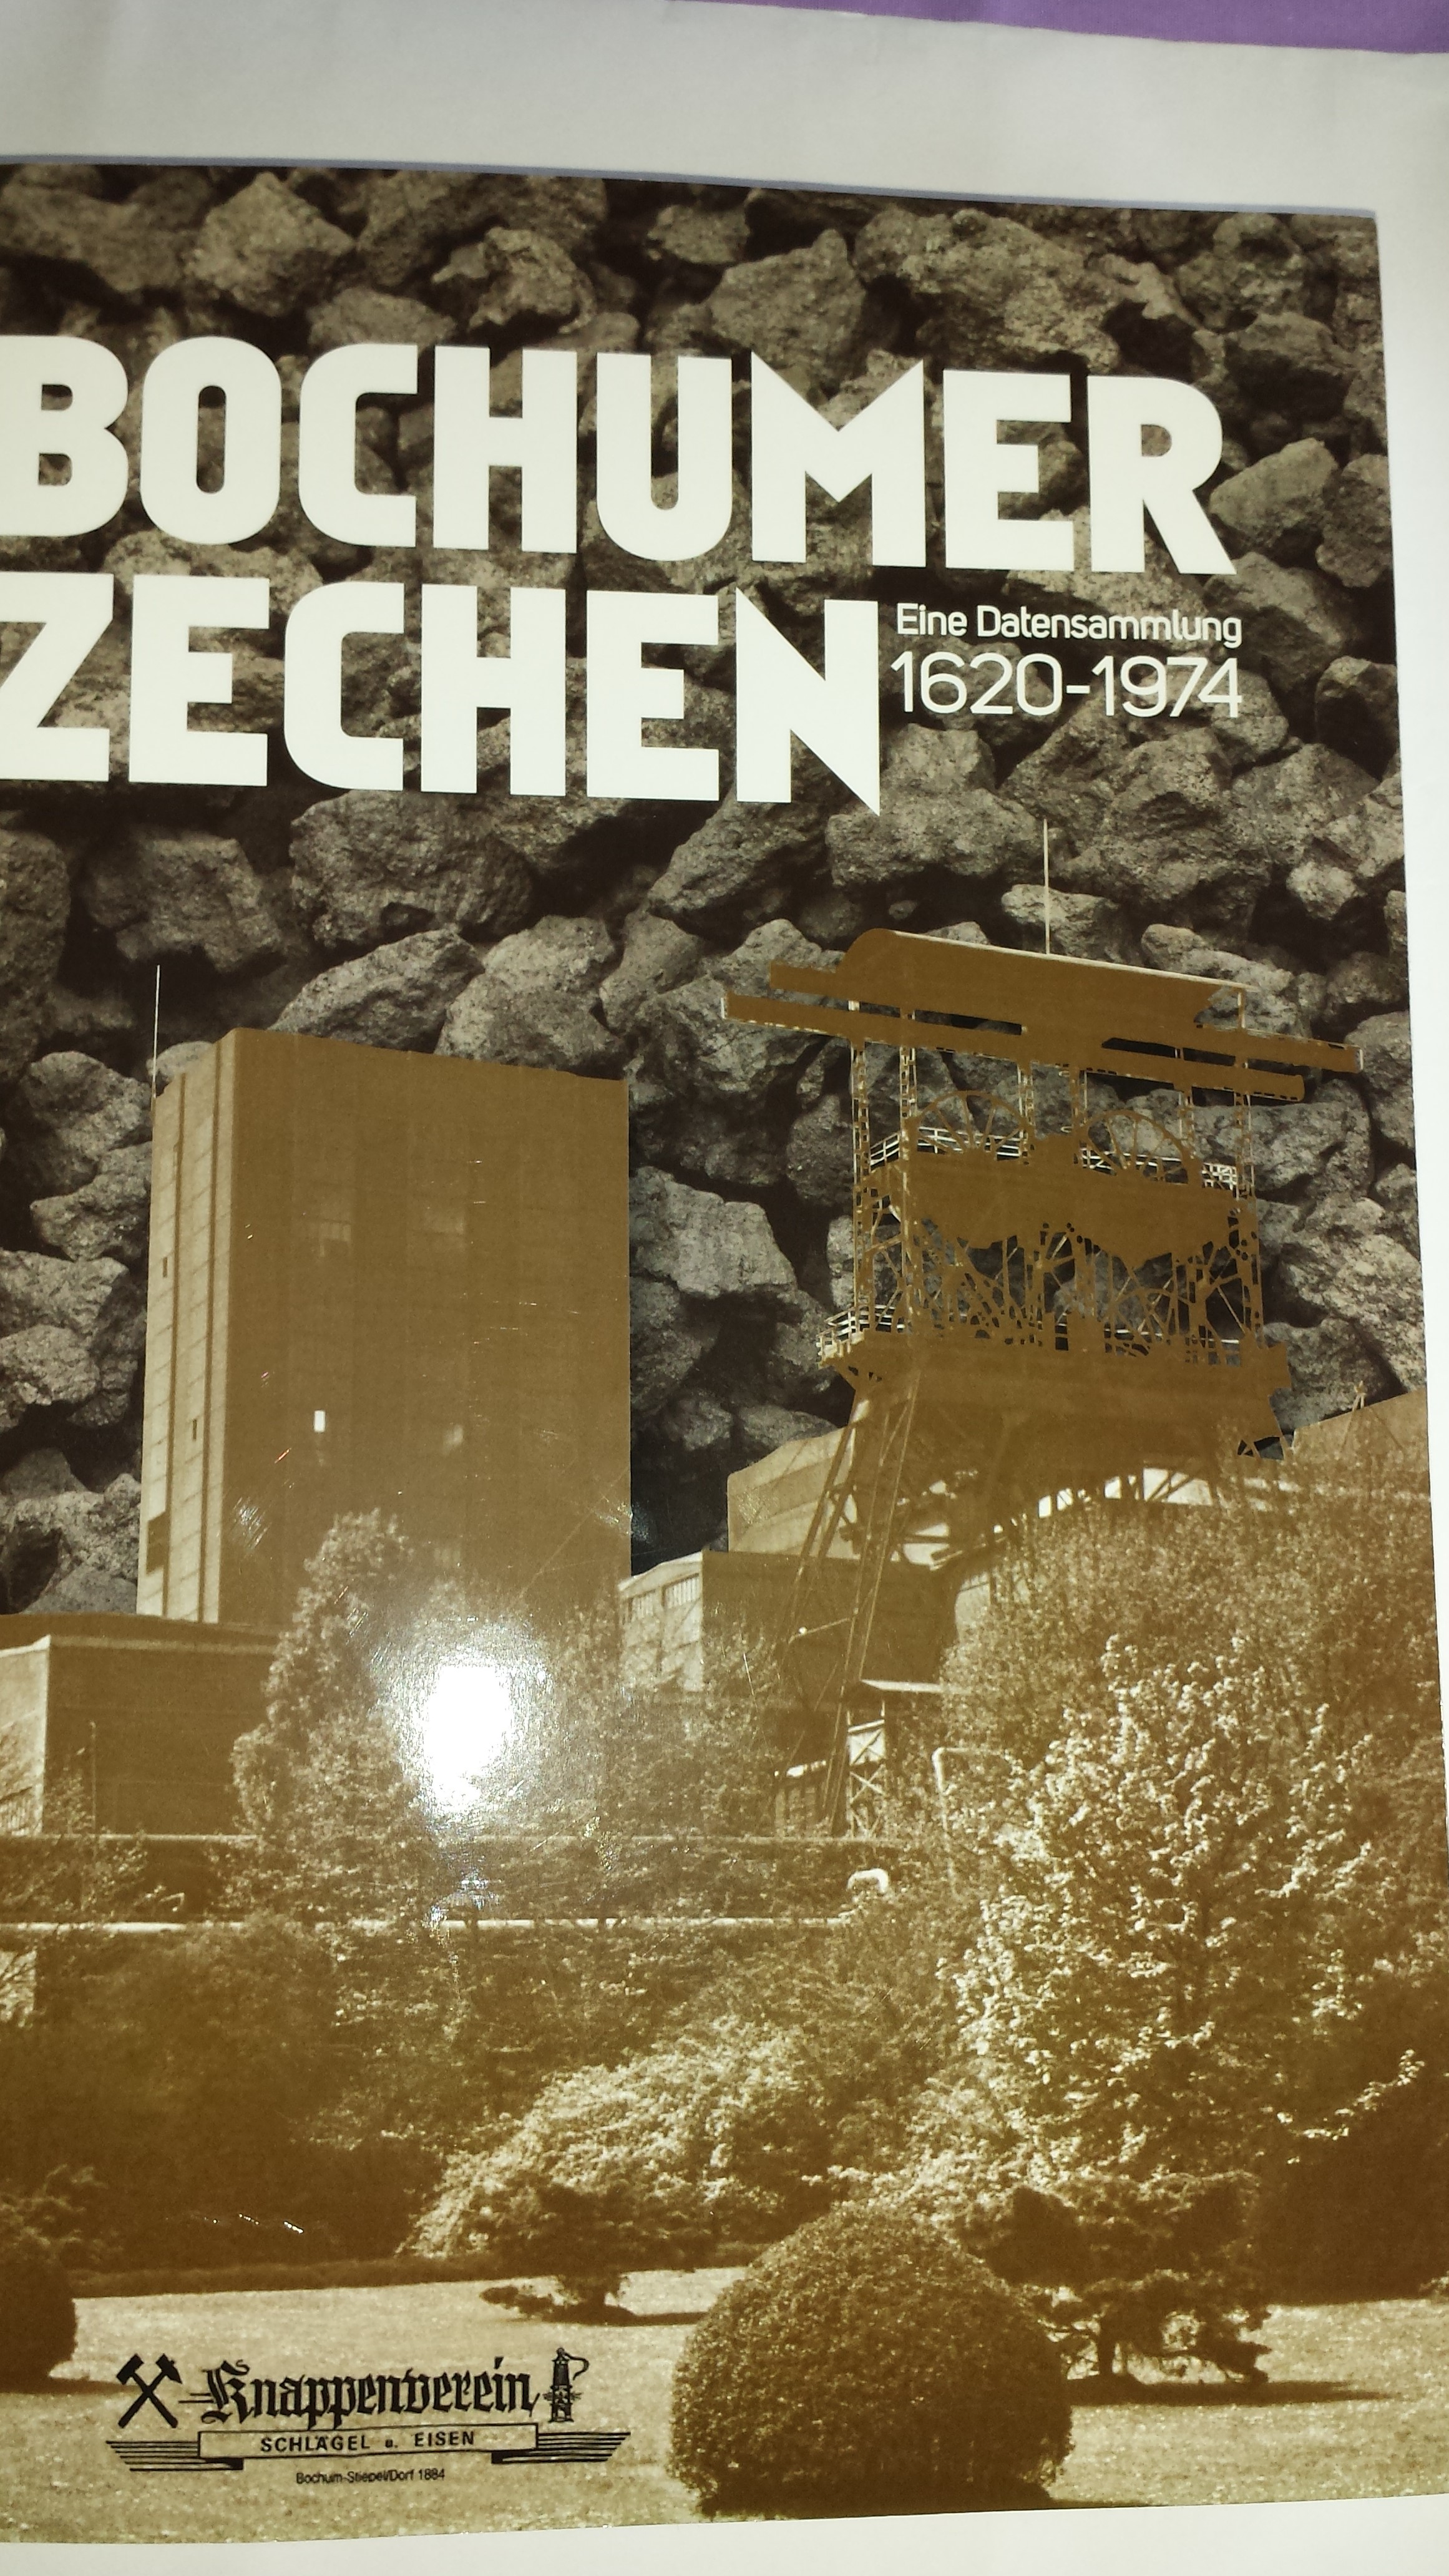 BOCHUMER
ZECHEN
Eine Datensammlung
1620-1974
Knappenverein
SCHLÄGEL u. EISEN
Bochum-Stiepel/Dorf 1884